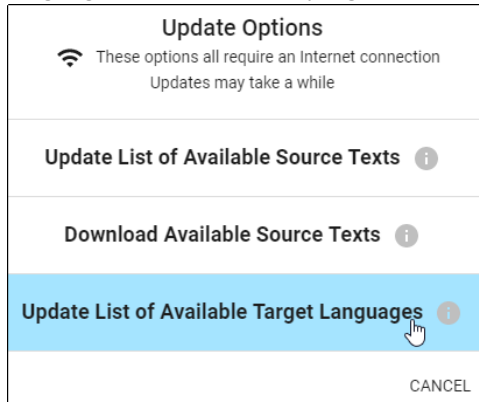 Update Options
These options all require an Internet connection
Updates may take a while
Update List of Available Source Texts
Download Available Source Texts
Update List of Available Target Languages
CANCEL